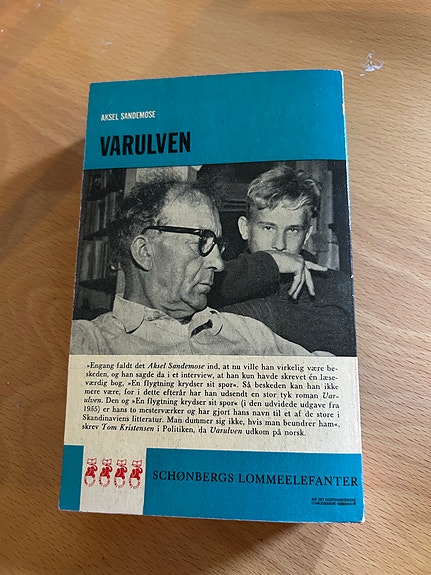 AKSEL SANDEMOSE
VARULVEN
»Engang faldt det Aksel Sandemose ind, at nu ville han virkelig være be-
skeden, og han sagde da i et interview, at han kun havde skrevet én læse-
værdig bog, »En flygtning krydser sit spor«. Så beskeden kan han ikke
mere være, for i dette efterår har han udsendt en stor tyk roman Var-
ulven. Den og »En flygtning krydser sit spor« (i den udvidede udgave fra
1955) er hans to mesterværker og har gjort hans navn til et af de store i
Skandinaviens litteratur. Man dummer sig ikke, hvis man beundrer ham«,
skrev Tom Kristensen i Politiken, da Varulven udkom på norsk.
SCHØNBERGS LOMMEELEFANTER